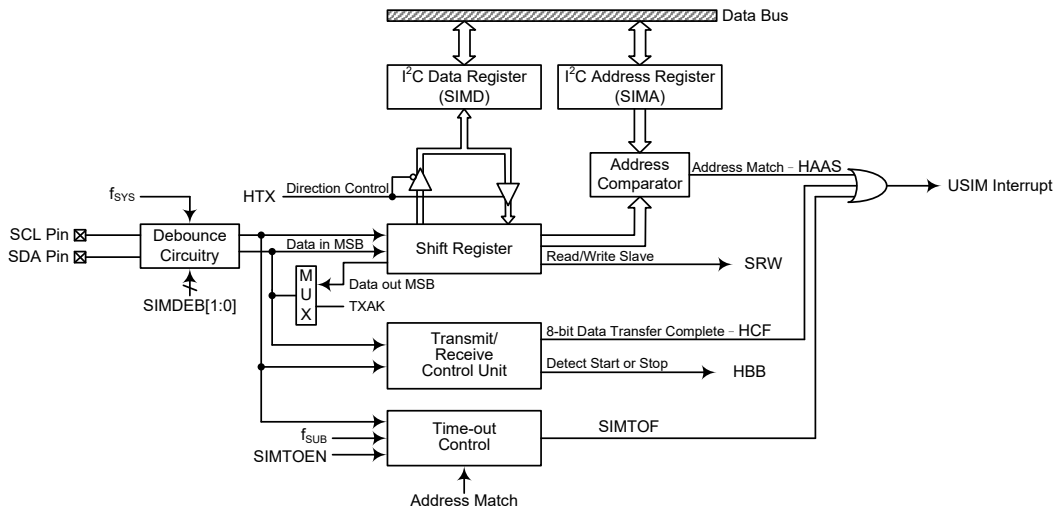 Data Bus
I²C Data Register
(SIMD)
I²C Address Register
(SIMA)
Address
Comparator
Address Match - HAAS
USIM Interrupt
HTX
Direction Control
fSYS
SCL Pin
SDA Pin
Debounce
Circuitry
SIMDEB[1:0]
Data in MSB
Shift Register
Read/Write Slave
SRW
MUX
Data out MSB
TXAK
Transmit/
Receive
Control Unit
8-bit Data Transfer Complete - HCF
Detect Start or Stop
HBB
Time-out
Control
fSUB
SIMTOEN
SIMTOF
Address Match